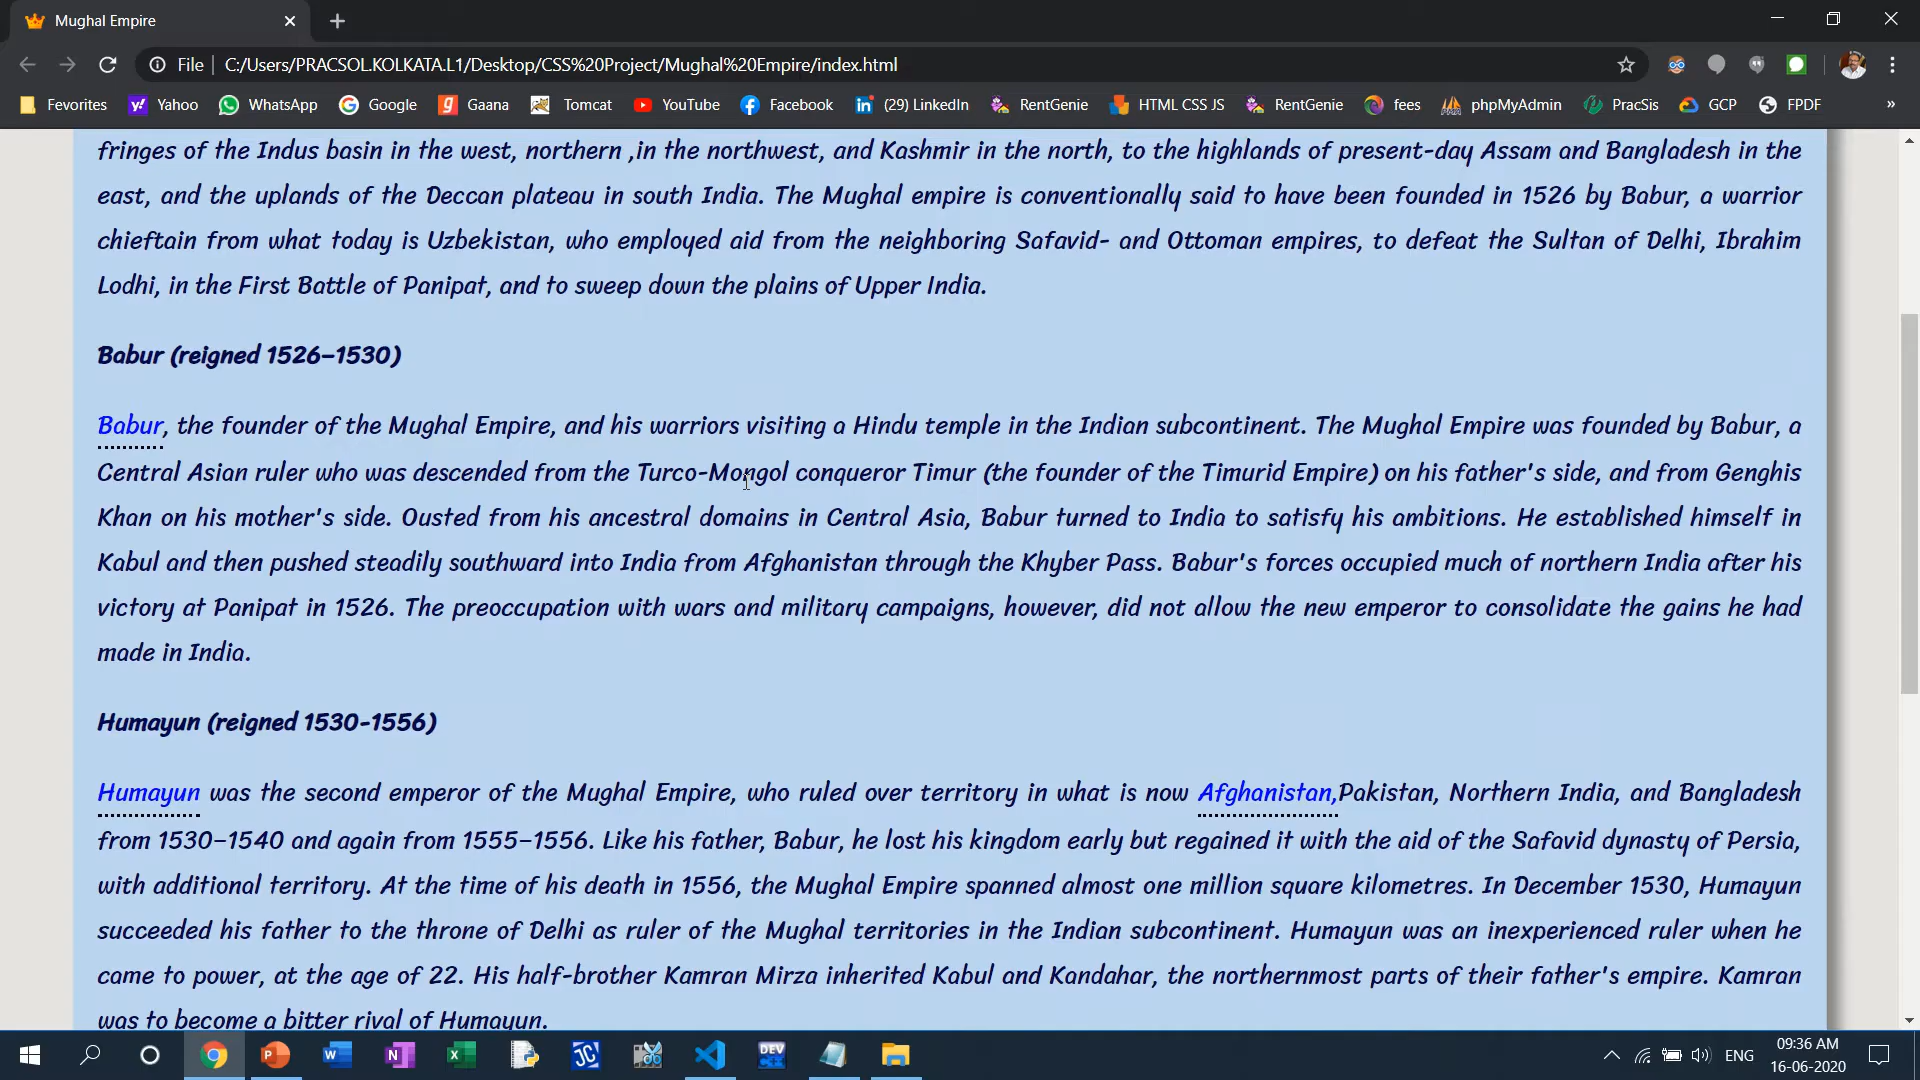 Mughal Empire
File
C:/Users/PRACSOL.KOLKATA.L1/Desktop/CSS%20Project/Mughal%20Empire/index.html
Fevorites Yahoo WhatsApp Google Gaana Tomcat YouTube Facebook (29) LinkedIn RentGenie HTML CSS JS RentGenie fees phpMyAdmin PracSis GCP FPDF »
fringes of the Indus basin in the west, northern ,in the northwest, and Kashmir in the north, to the highlands of present-day Assam and Bangladesh in the
east, and the uplands of the Deccan plateau in south India. The Mughal empire is conventionally said to have been founded in 1526 by Babur, a warrior
chieftain from what today is Uzbekistan, who employed aid from the neighboring Safavid- and Ottoman empires, to defeat the Sultan of Delhi, Ibrahim
Lodhi, in the First Battle of Panipat, and to sweep down the plains of Upper India.
Babur (reigned 1526–1530)
Babur, the founder of the Mughal Empire, and his warriors visiting a Hindu temple in the Indian subcontinent. The Mughal Empire was founded by Babur, a
Central Asian ruler who was descended from the Turco-Mongol conqueror Timur (the founder of the Timurid Empire) on his father's side, and from Genghis
Khan on his mother's side. Ousted from his ancestral domains in Central Asia, Babur turned to India to satisfy his ambitions. He established himself in
Kabul and then pushed steadily southward into India from Afghanistan through the Khyber Pass. Babur's forces occupied much of northern India after his
victory at Panipat in 1526. The preoccupation with wars and military campaigns, however, did not allow the new emperor to consolidate the gains he had
made in India.
Humayun (reigned 1530-1556)
Humayun was the second emperor of the Mughal Empire, who ruled over territory in what is now Afghanistan,Pakistan, Northern India, and Bangladesh
from 1530–1540 and again from 1555–1556. Like his father, Babur, he lost his kingdom early but regained it with the aid of the Safavid dynasty of Persia,
with additional territory. At the time of his death in 1556, the Mughal Empire spanned almost one million square kilometres. In December 1530, Humayun
succeeded his father to the throne of Delhi as ruler of the Mughal territories in the Indian subcontinent. Humayun was an inexperienced ruler when he
came to power, at the age of 22. His half-brother Kamran Mirza inherited Kabul and Kandahar, the northernmost parts of their father's empire. Kamran
was to become a bitter rival of Humayun.
ENG
09:36 AM
16-06-2020